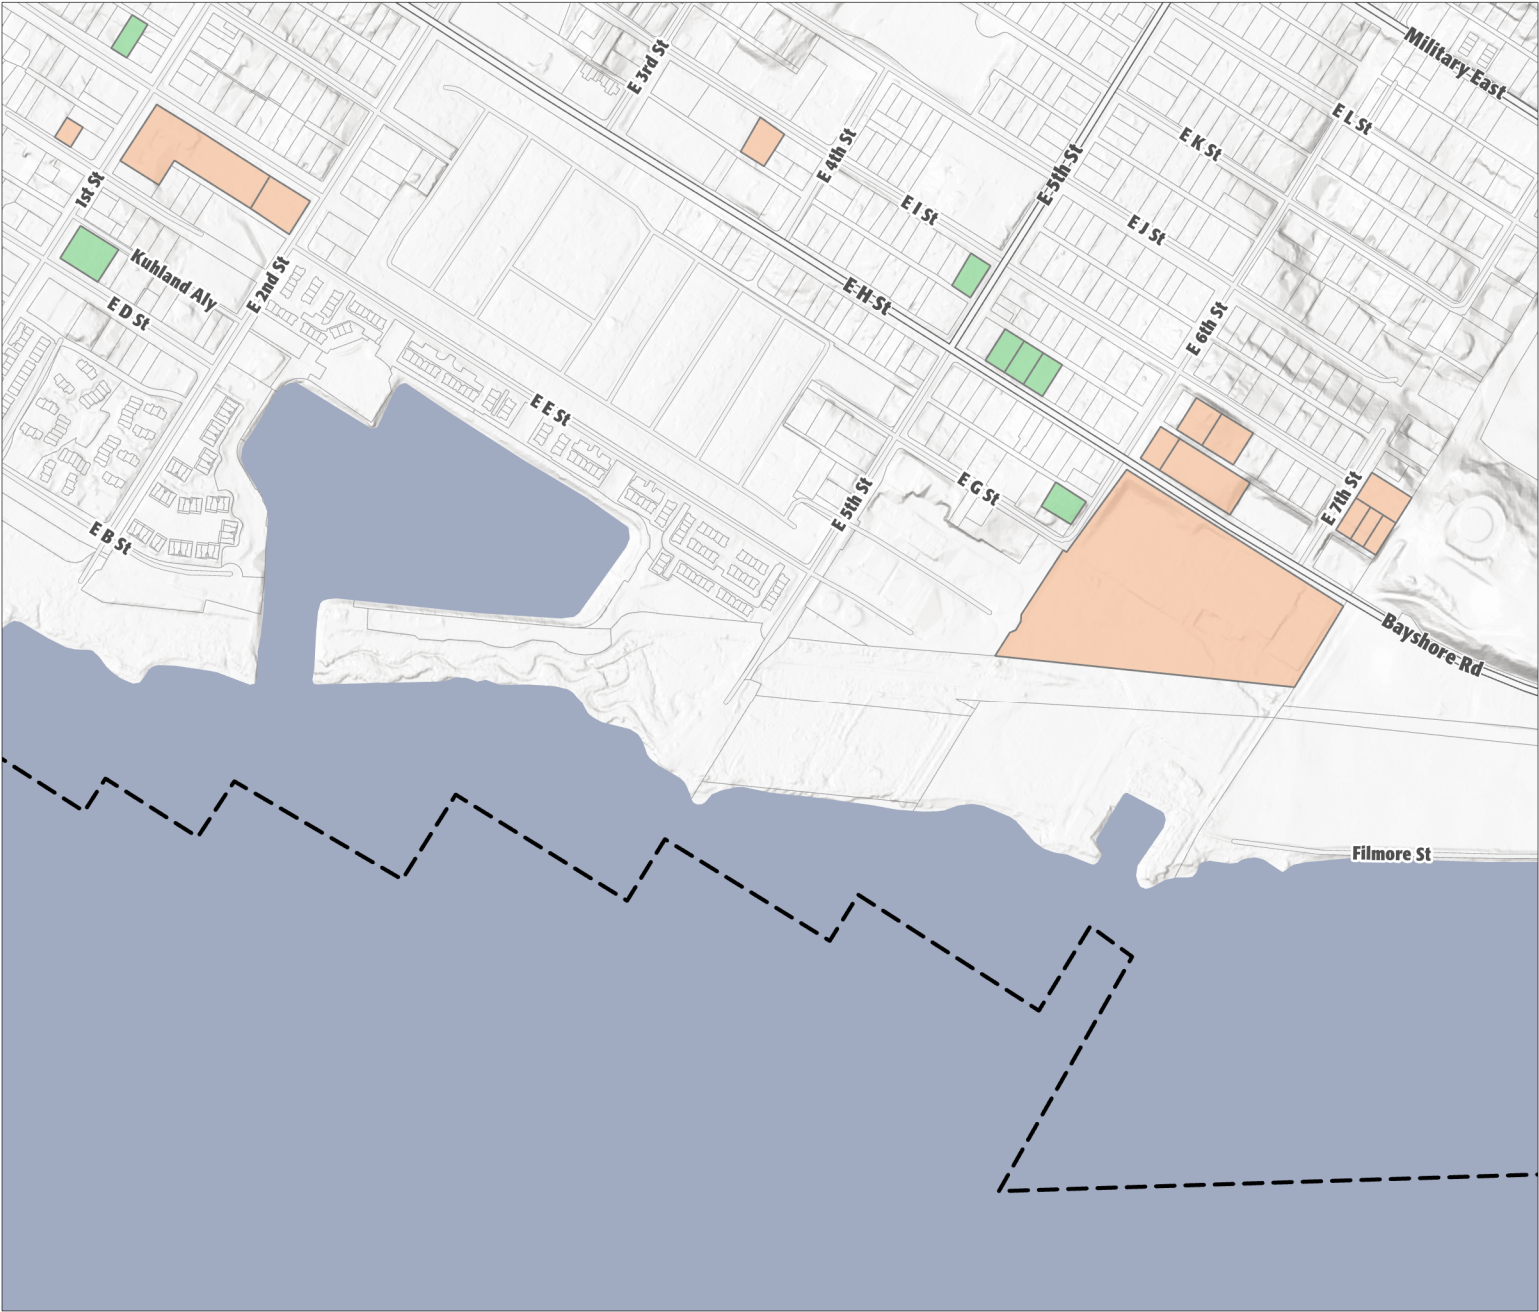 Military East
E 3rd St
E L St
E K St
E 4th St
E 5th St
1st St
E I St
E J St
Kuhland Aly
E 2nd St
E H St
E D St
E 6th St
E E St
E G St
E 5th St
E 7th St
E B St
Bayshore Rd
Filmore St